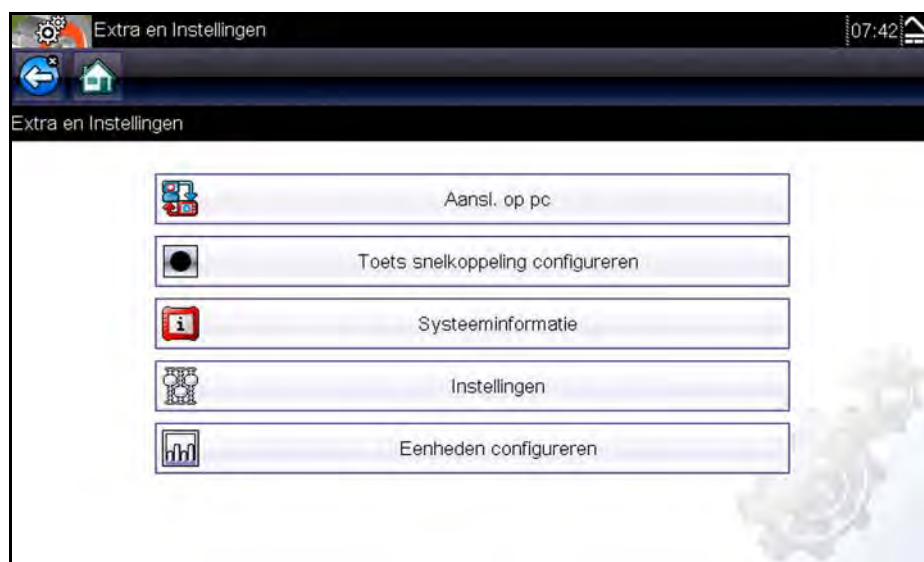 Extra en Instellingen
07:42
Extra en Instellingen
Aansl. op pc
Toets snelkoppeling configureren
Systeeminformatie
Instellingen
Eenheden configureren